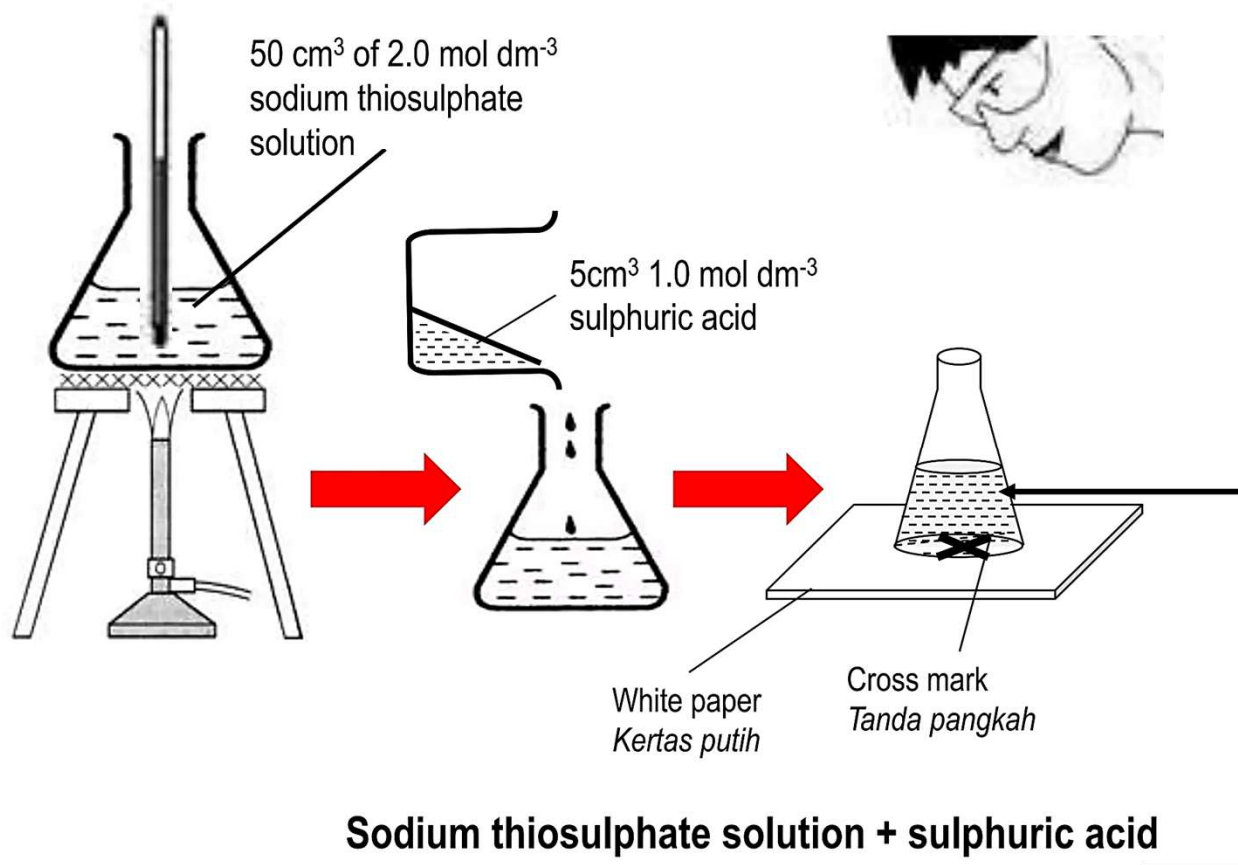 50 cm³ of 2.0 mol dm⁻³
sodium thiosulphate
solution
5cm³ 1.0 mol dm⁻³
sulphuric acid
White paper
Kertas putih
Cross mark
Tanda pangkah
Sodium thiosulphate solution + sulphuric acid